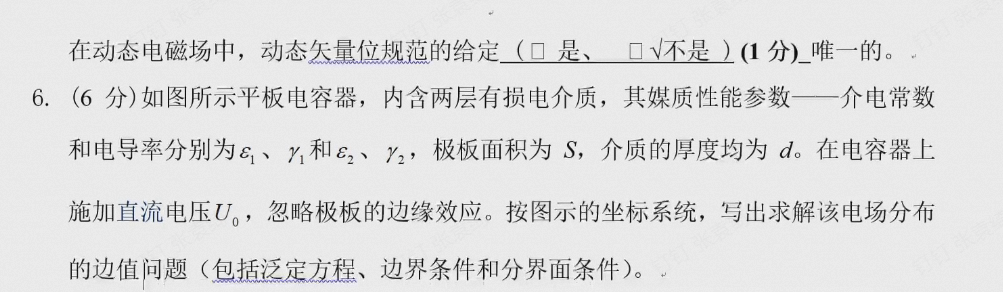 在动态电磁场中，动态矢量位规范的给定（□ 是、 □√不是 ）(1 分) 唯一的。
6. (6 分)如图所示平板电容器，内含两层有损电介质，其媒质性能参数——介电常数
和电导率分别为ε₁、γ₁和ε₂、γ₂，极板面积为 S，介质的厚度均为 d。在电容器上
施加直流电压U₀，忽略极板的边缘效应。按图示的坐标系统，写出求解该电场分布
的边值问题（包括泛定方程、边界条件和分界面条件）。